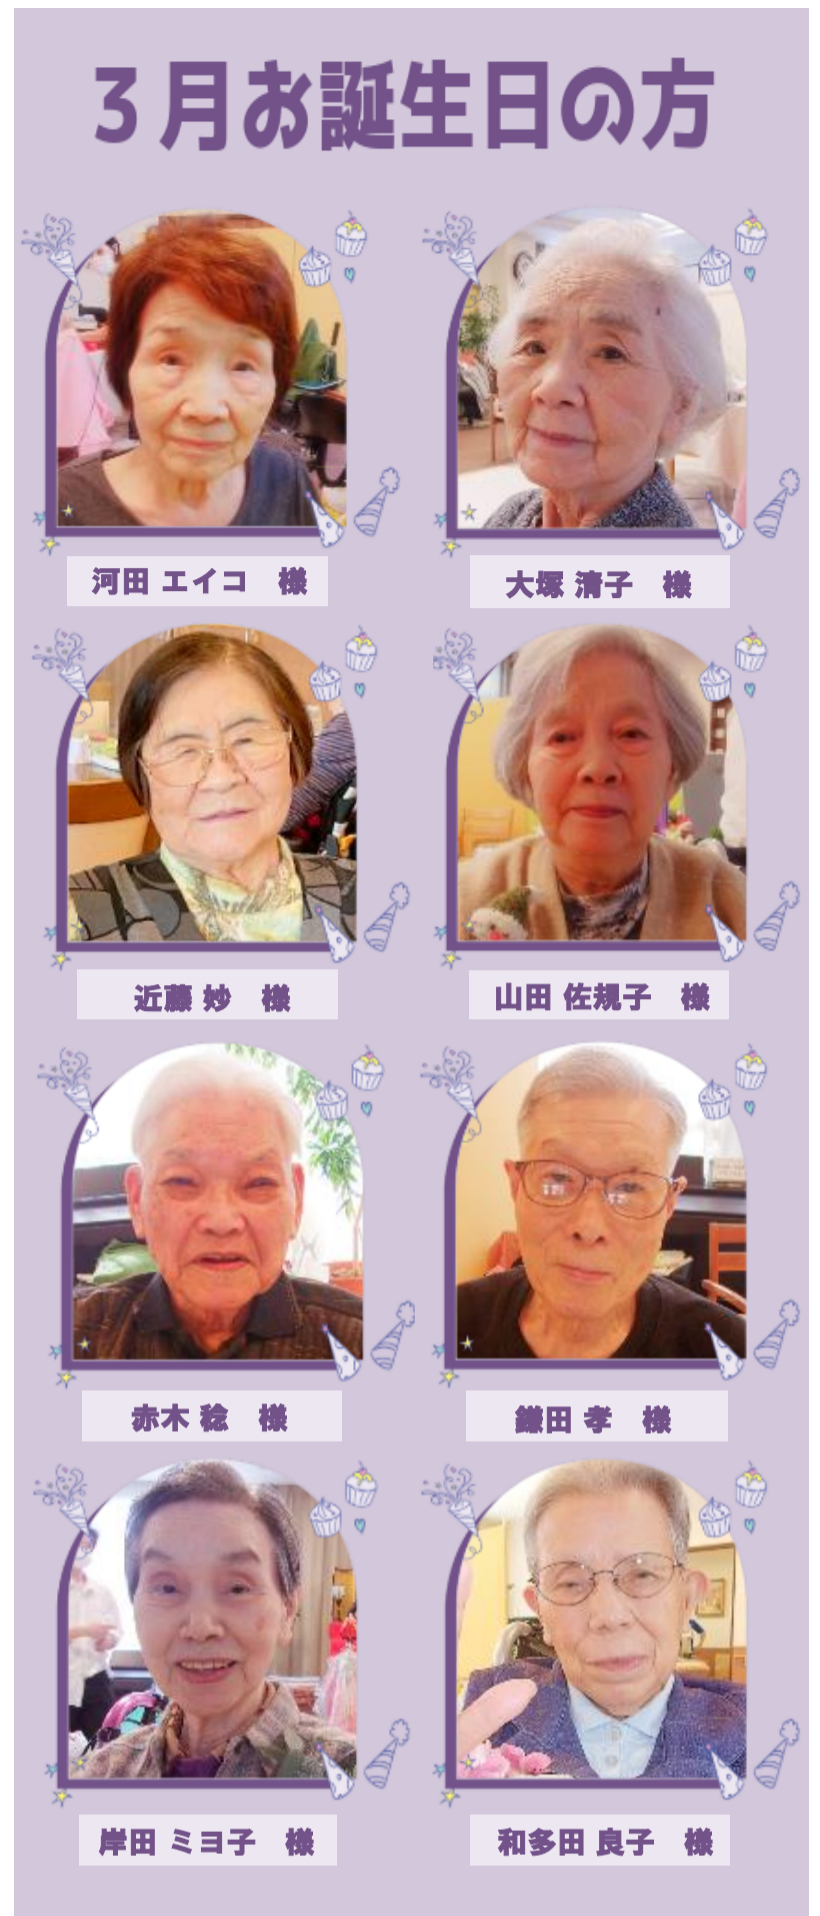 ３月お誕生日の方
河田 エイコ　様
大塚 清子　様
近藤 妙　様
山田 佐規子　様
赤木 稔　様
鎌田 孝　様
岸田 ミヨ子　様
和多田 良子　様